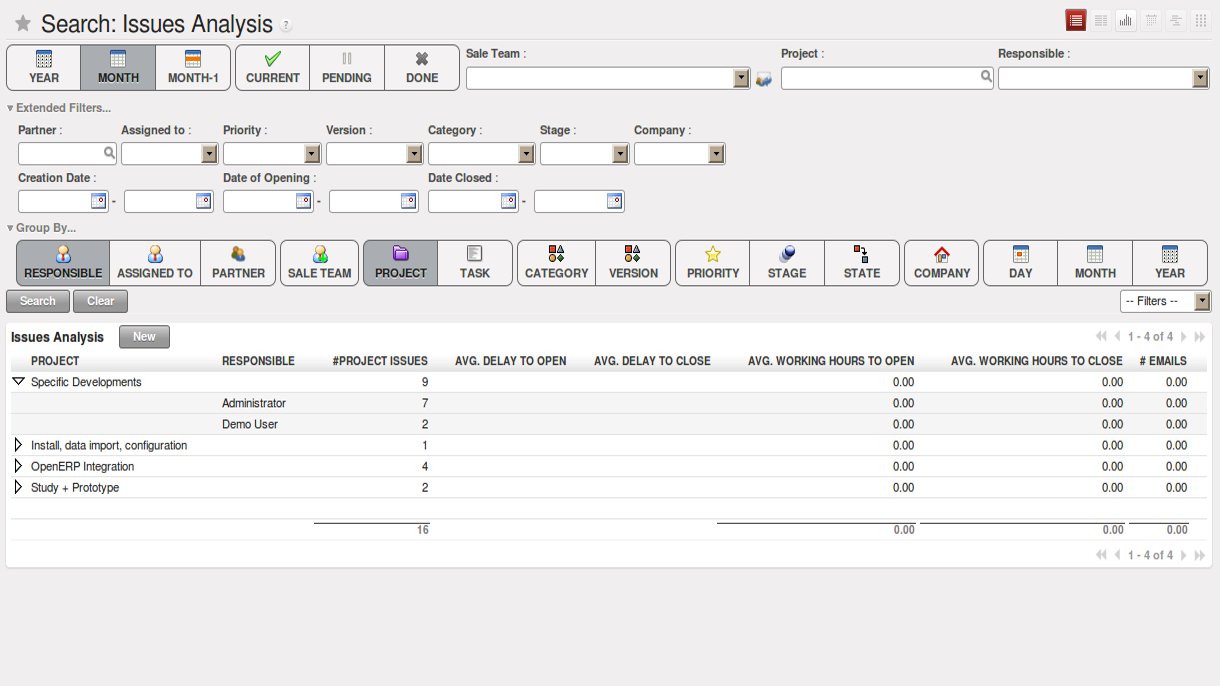 Search: Issues Analysis ?
YEAR MONTH MONTH-1 CURRENT PENDING DONE
Sale Team : Project : Responsible :
Extended Filters...
Partner : Assigned to : Priority : Version : Category : Stage : Company :
Creation Date : Date of Opening : Date Closed :
- - -
Group By...
RESPONSIBLE ASSIGNED TO PARTNER SALE TEAM PROJECT TASK CATEGORY VERSION PRIORITY STAGE STATE COMPANY DAY MONTH YEAR
Search Clear -- Filters --
Issues Analysis New 1 - 4 of 4
PROJECT RESPONSIBLE #PROJECT ISSUES AVG. DELAY TO OPEN AVG. DELAY TO CLOSE AVG. WORKING HOURS TO OPEN AVG. WORKING HOURS TO CLOSE # EMAILS
Specific Developments 9 0.00 0.00 0.00
Administrator 7 0.00 0.00 0.00
Demo User 2 0.00 0.00 0.00
Install, data import, configuration 1 0.00 0.00 0.00
OpenERP Integration 4 0.00 0.00 0.00
Study + Prototype 2 0.00 0.00 0.00
16 0.00 0.00 0.00
1 - 4 of 4